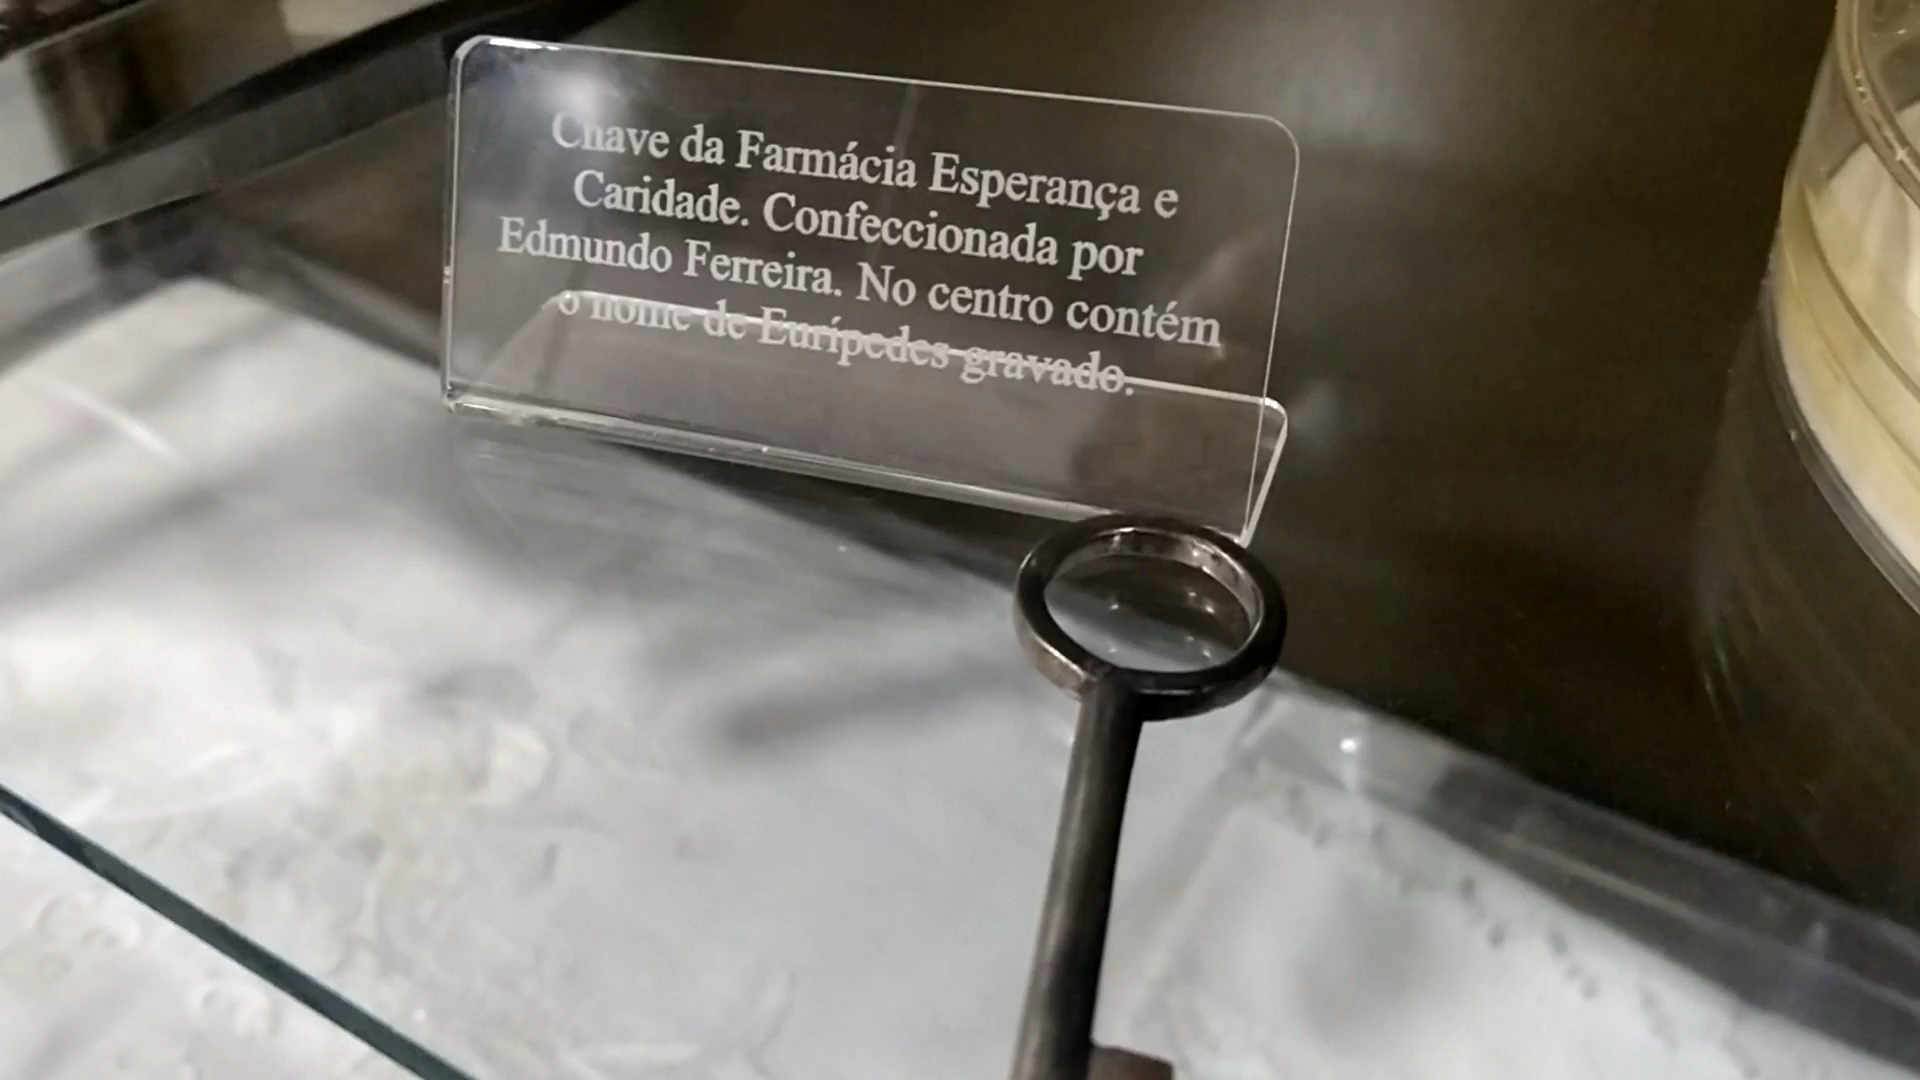 Chave da Farmácia Esperança e
Caridade. Confeccionada por
Edmundo Ferreira. No centro contém
o nome de Eurípedes gravado.